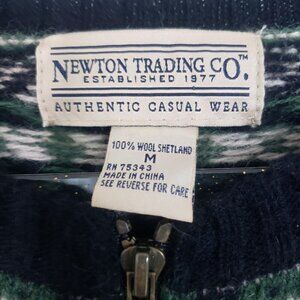 NEWTON TRADING CO.™
ESTABLISHED 1977
AUTHENTIC CASUAL WEAR
100% WOOL SHETLAND
M
RN 75343
MADE IN CHINA
SEE REVERSE FOR CARE